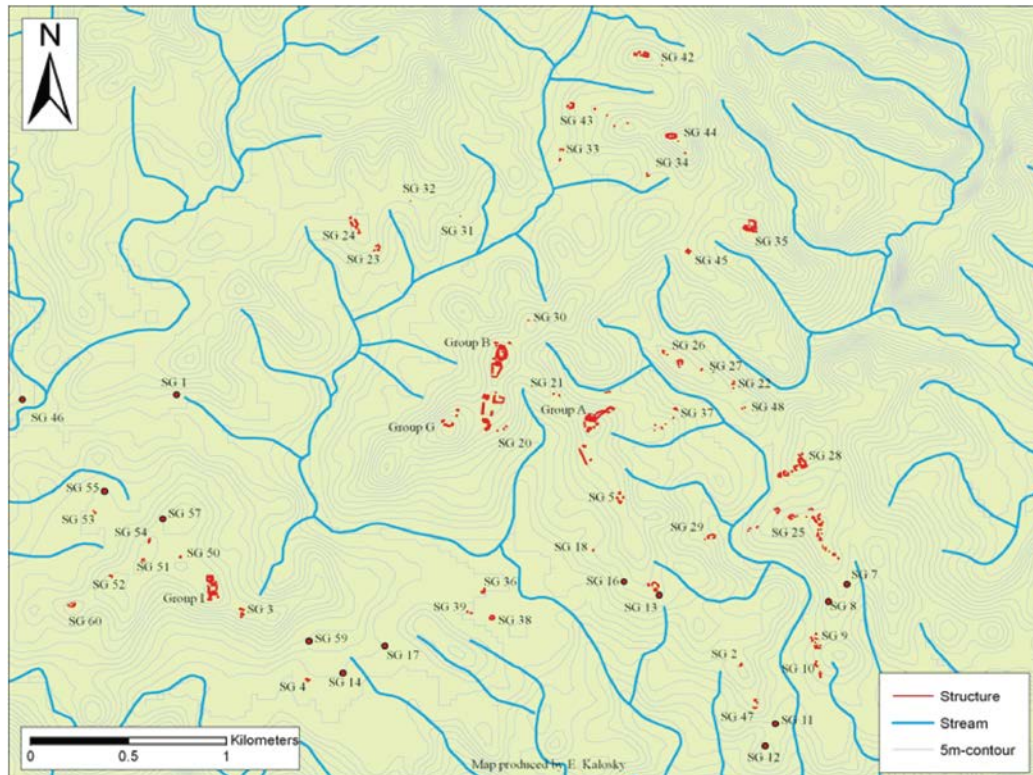 N
SG 42
SG 43
SG 44
SG 33
SG 34
SG 32
SG 24
SG 31
SG 35
SG 23
SG 45
SG 30
Group B
SG 26
SG 27
SG 21
SG 22
SG 1
SG 46
Group A
SG 37
SG 48
Group G
SG 20
SG 28
SG 55
SG 5
SG 53
SG 57
SG 54
SG 29
SG 25
SG 50
SG 18
SG 51
SG 52
SG 36
SG 16
SG 7
Group I
SG 13
SG 8
SG 60
SG 3
SG 39
SG 38
SG 9
SG 59
SG 17
SG 2
SG 10
SG 4
SG 14
SG 47
SG 11
SG 12
Structure
Stream
5m-contour
Kilometers
0 0.5 1
Map produced by E. Kalosky